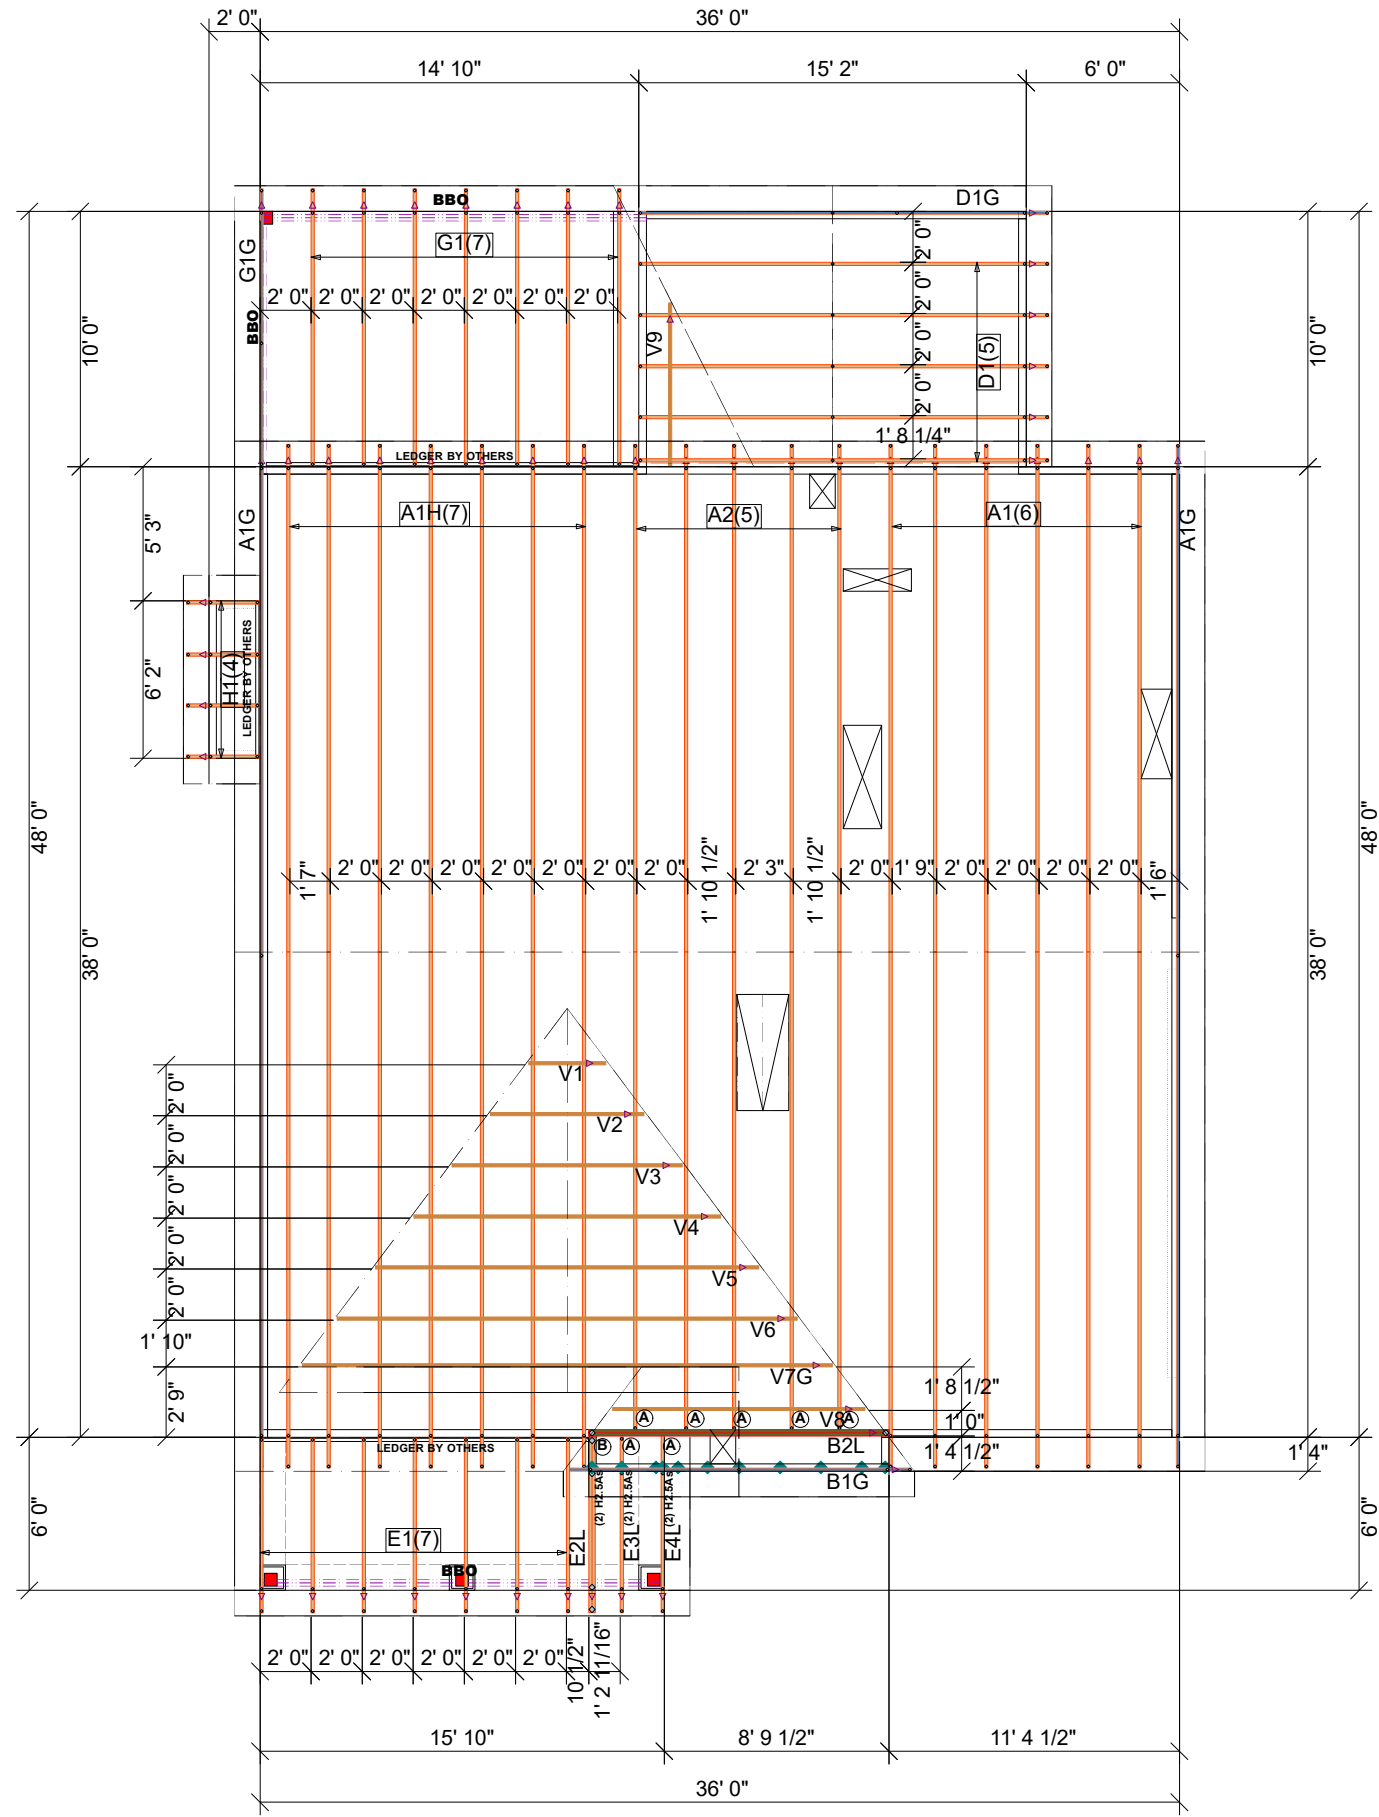 2' 0"
36' 0"
14' 10"
15' 2"
6' 0"
BBO
D1G
G1G
G1(7)
2' 0"
2' 0" 2' 0" 2' 0" 2' 0" 2' 0" 2' 0" 2' 0"
2' 0"
BBO
V9
10' 0"
10' 0"
2' 0"
D1(5)
2' 0"
1' 8 1/4"
LEDGER BY OTHERS
A1G
A1H(7)
A2(5)
A1(6)
A1G
5' 3"
6' 2"
H1(4)
LEDGER BY OTHERS
48' 0"
48' 0"
38' 0"
38' 0"
1' 7"
2' 0" 2' 0" 2' 0" 2' 0" 2' 0" 2' 0" 2' 0"
1' 10 1/2"
2' 3"
1' 10 1/2"
2' 0" 1' 9" 2' 0" 2' 0" 2' 0" 2' 0"
1' 6"
V1
2' 0"
V2
2' 0"
V3
2' 0"
V4
2' 0"
V5
2' 0"
V6
1' 10"
V7G
1' 8 1/2"
2' 9"
A A A A A
V8
1' 0"
B A A
B2L
LEDGER BY OTHERS
1' 4 1/2"
1' 4"
B1G
(2) H2.5As
(2) H2.5As
(2) H2.5As
6' 0"
6' 0"
E1(7)
E2L
E3L
E4L
BBO
2' 0" 2' 0" 2' 0" 2' 0" 2' 0" 2' 0"
10 1/2"
1' 2 11/16"
15' 10"
8' 9 1/2"
11' 4 1/2"
36' 0"